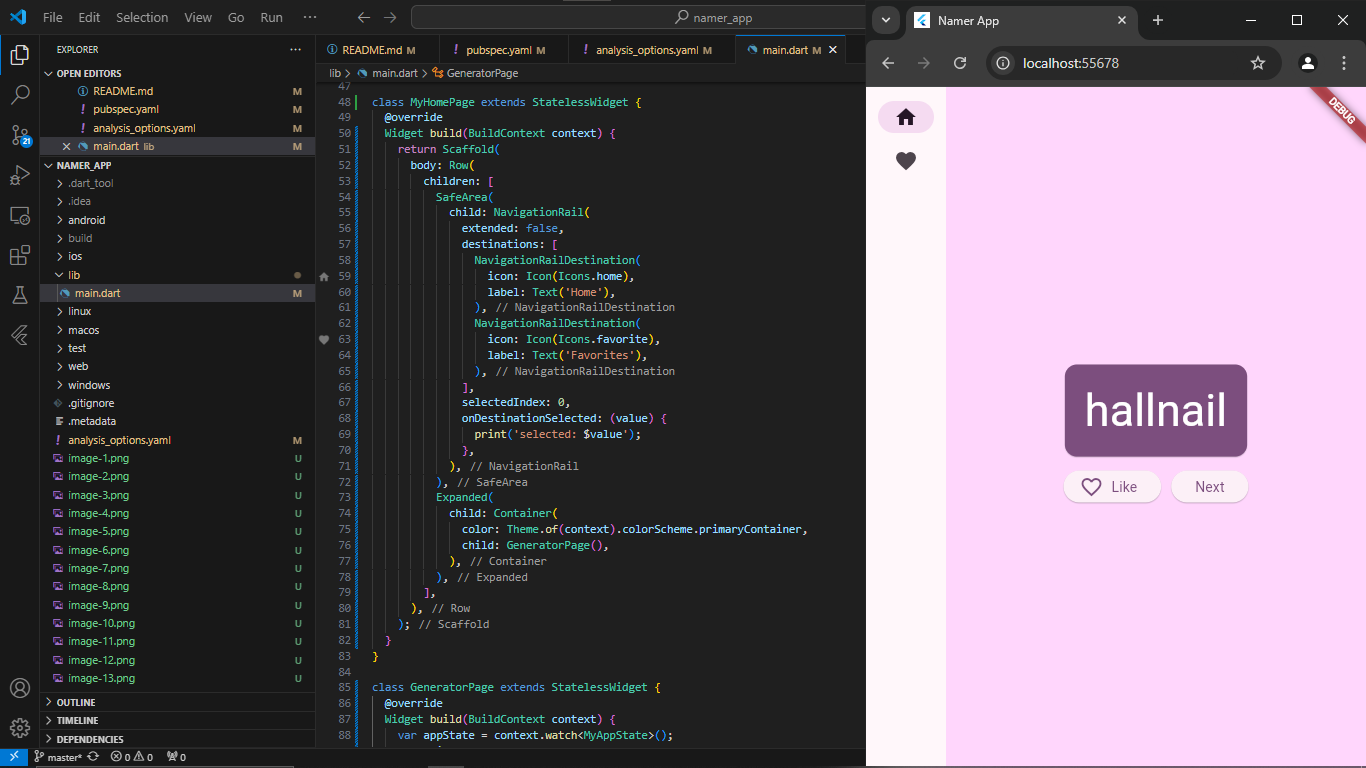 File Edit Selection View Go Run ···
namer_app
EXPLORER
OPEN EDITORS
README.md M
pubspec.yaml M
analysis_options.yaml M
main.dart lib M
NAMER_APP
.dart_tool
.idea
android
build
ios
lib
main.dart M
linux
macos
test
web
windows
.gitignore
.metadata
analysis_options.yaml M
image-1.png U
image-2.png U
image-3.png U
image-4.png U
image-5.png U
image-6.png U
image-7.png U
image-8.png U
image-9.png U
image-10.png U
image-11.png U
image-12.png U
image-13.png U
OUTLINE
TIMELINE
DEPENDENCIES
21
master* 0 0 0
README.md M pubspec.yaml M analysis_options.yaml M main.dart M
lib > main.dart > GeneratorPage
47
48 class MyHomePage extends StatelessWidget {
49 @override
50 Widget build(BuildContext context) {
51 return Scaffold(
52 body: Row(
53 children: [
54 SafeArea(
55 child: NavigationRail(
56 extended: false,
57 destinations: [
58 NavigationRailDestination(
59 icon: Icon(Icons.home),
60 label: Text('Home'),
61 ), // NavigationRailDestination
62 NavigationRailDestination(
63 icon: Icon(Icons.favorite),
64 label: Text('Favorites'),
65 ), // NavigationRailDestination
66 ],
67 selectedIndex: 0,
68 onDestinationSelected: (value) {
69 print('selected: $value');
70 },
71 ), // NavigationRail
72 ), // SafeArea
73 Expanded(
74 child: Container(
75 color: Theme.of(context).colorScheme.primaryContainer,
76 child: GeneratorPage(),
77 ), // Container
78 ), // Expanded
79 ],
80 ), // Row
81 ); // Scaffold
82 }
83 }
84
85 class GeneratorPage extends StatelessWidget {
86 @override
87 Widget build(BuildContext context) {
88 var appState = context.watch<MyAppState>();
Namer App
localhost:55678
DEBUG
hallnail
Like Next